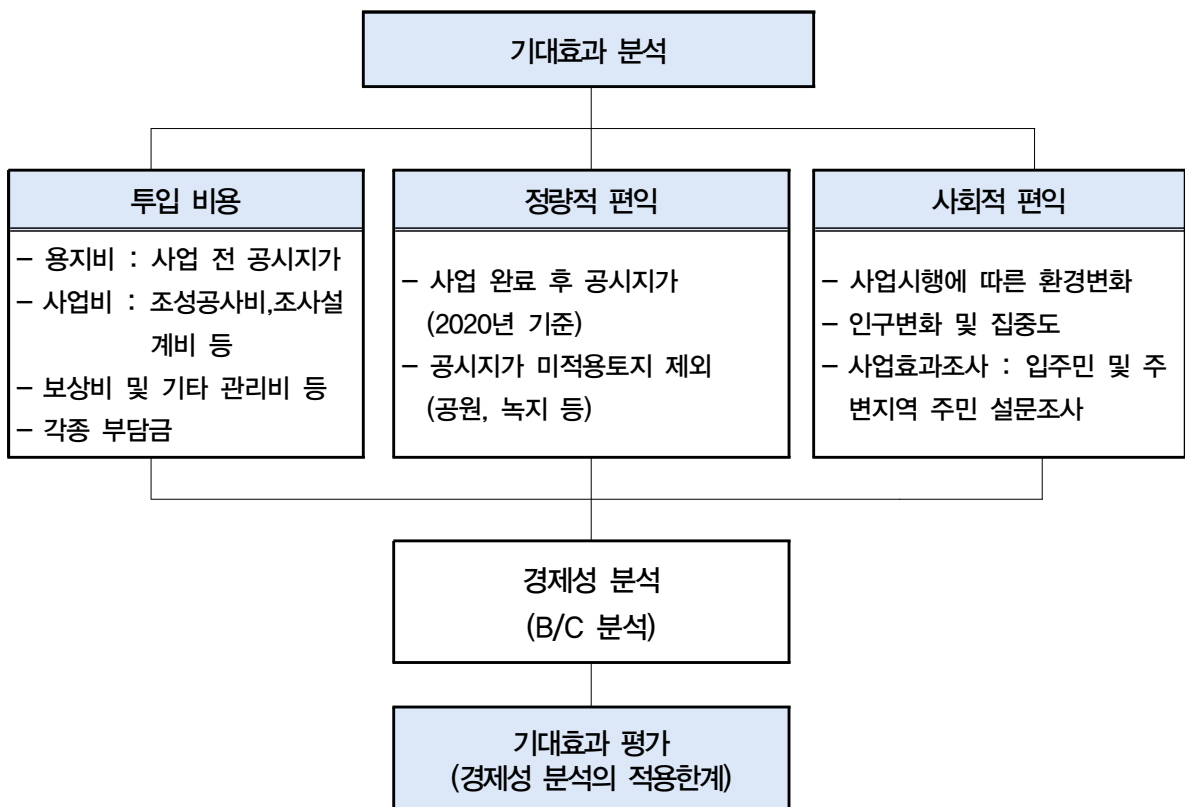 기대효과 분석
투입 비용
– 용지비 : 사업 전 공시지가
– 사업비 : 조성공사비,조사설
계비 등
– 보상비 및 기타 관리비 등
– 각종 부담금
정량적 편익
– 사업 완료 후 공시지가
(2020년 기준)
– 공시지가 미적용토지 제외
(공원, 녹지 등)
사회적 편익
– 사업시행에 따른 환경변화
– 인구변화 및 집중도
– 사업효과조사 : 입주민 및 주
변지역 주민 설문조사
경제성 분석
(B/C 분석)
기대효과 평가
(경제성 분석의 적용한계)